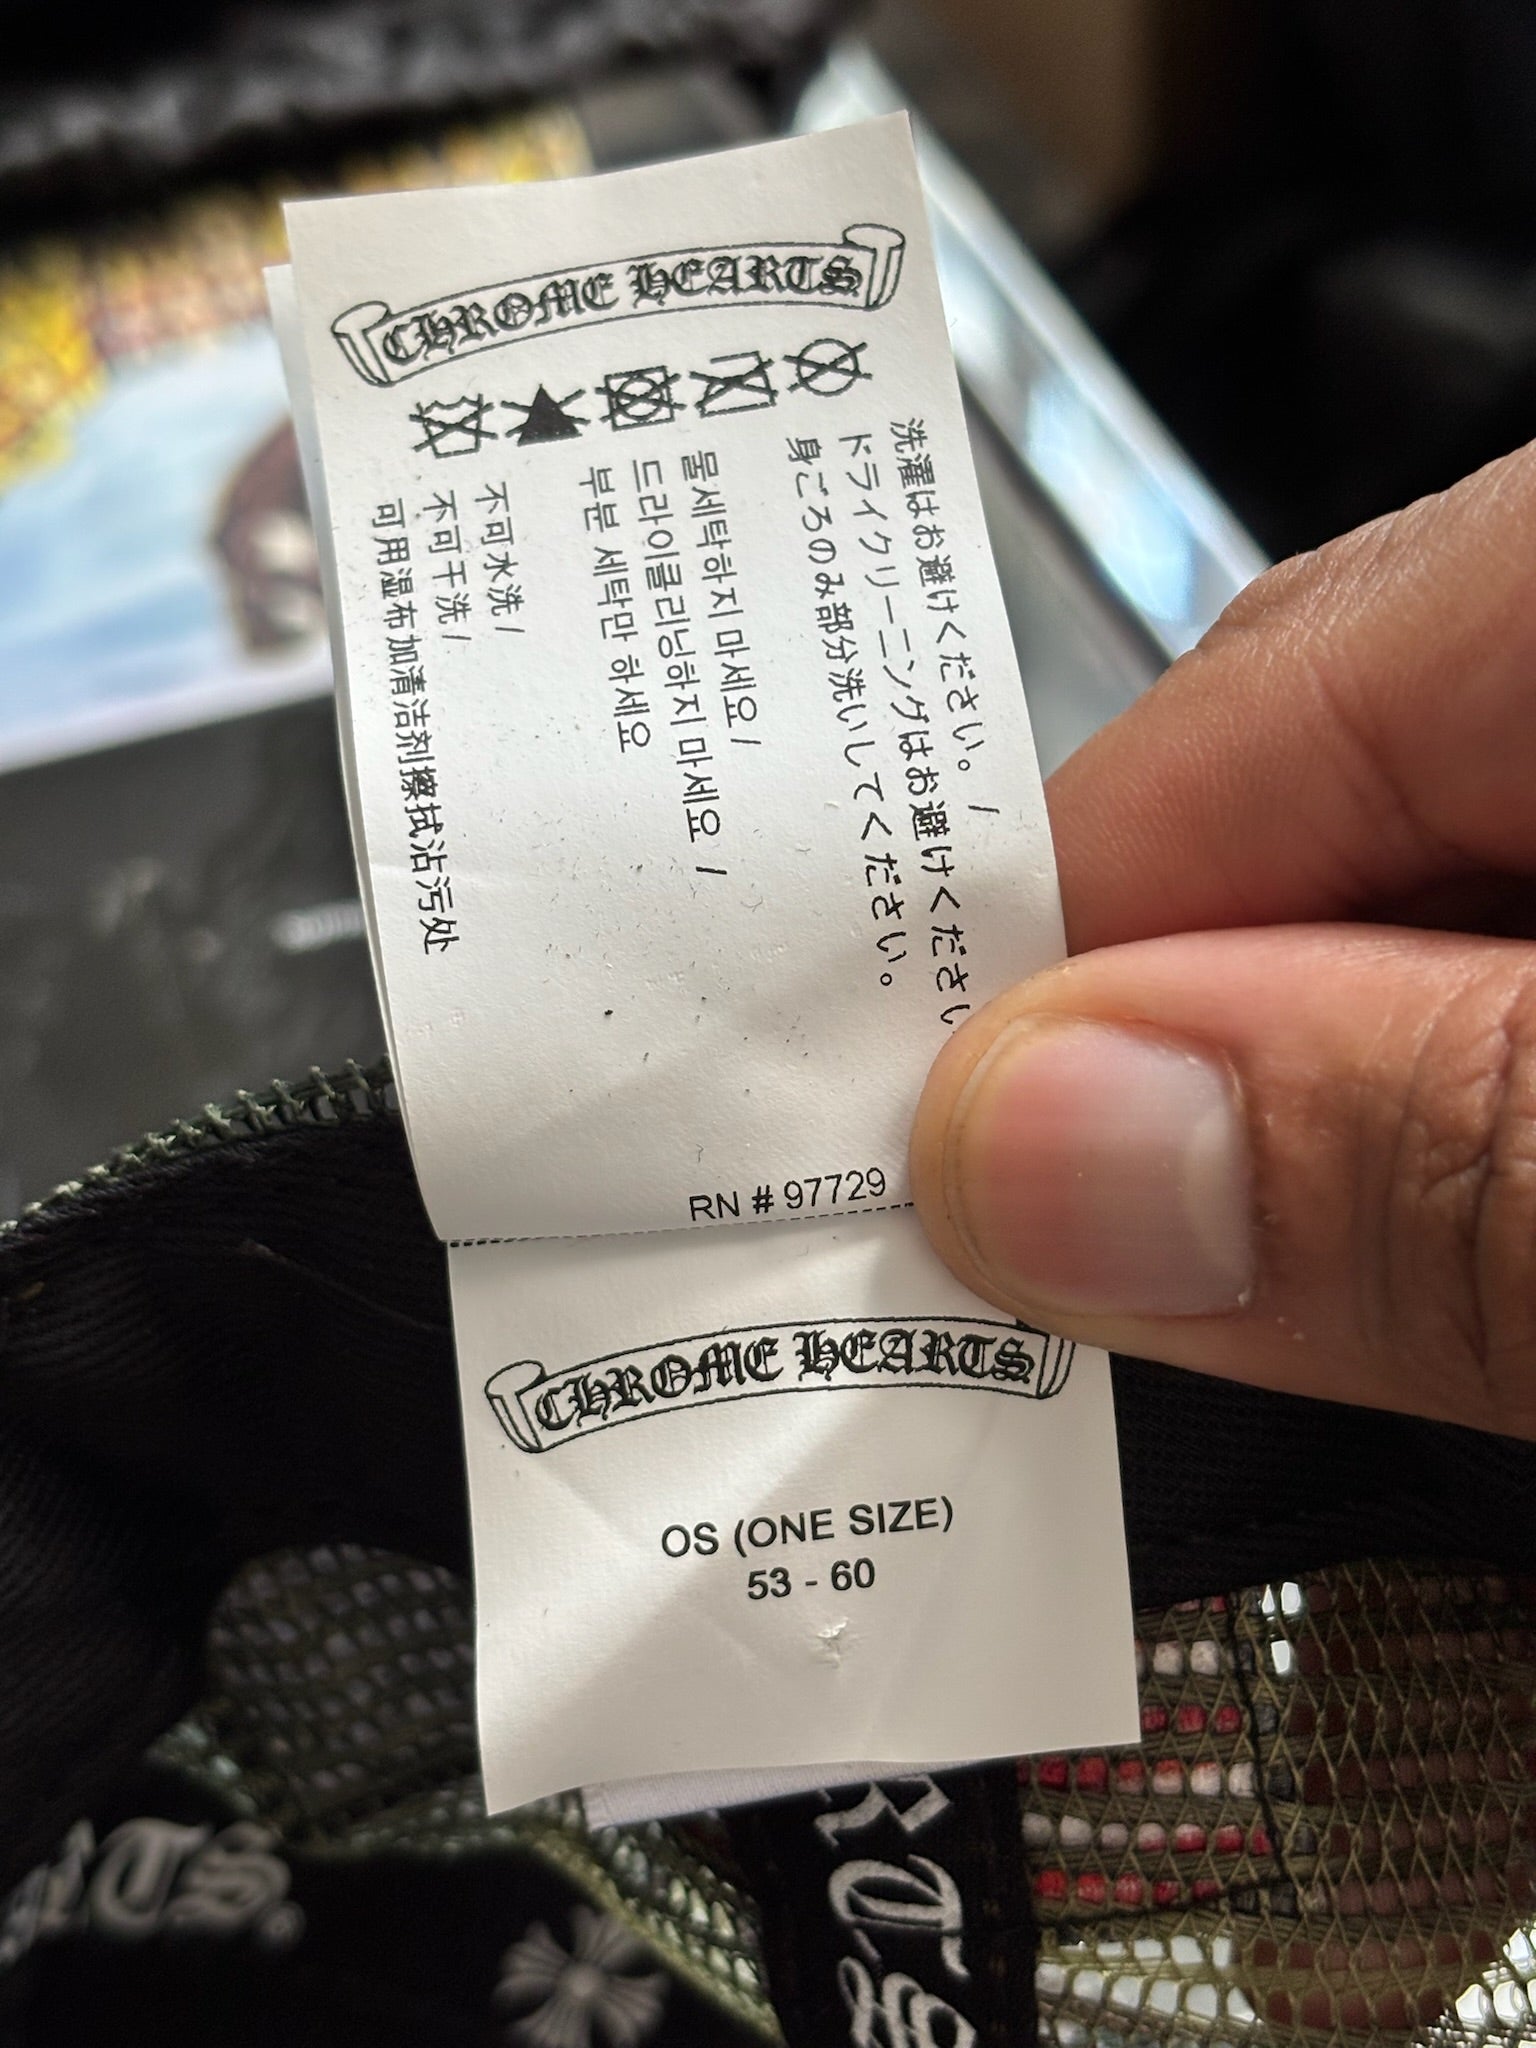 CHROME HEARTS
洗濯はお避けください。/
ドライクリーニングはお避けください
身ごろのみ部分洗いしてください。
물세탁하지 마세요 /
드라이클리닝하지 마세요 /
부분 세탁만 하세요
不可水洗 /
不可干洗 /
可用湿布加清洁剂擦拭沾污处
RN # 97729
CHROME HEARTS
OS (ONE SIZE)
53 - 60
RTS